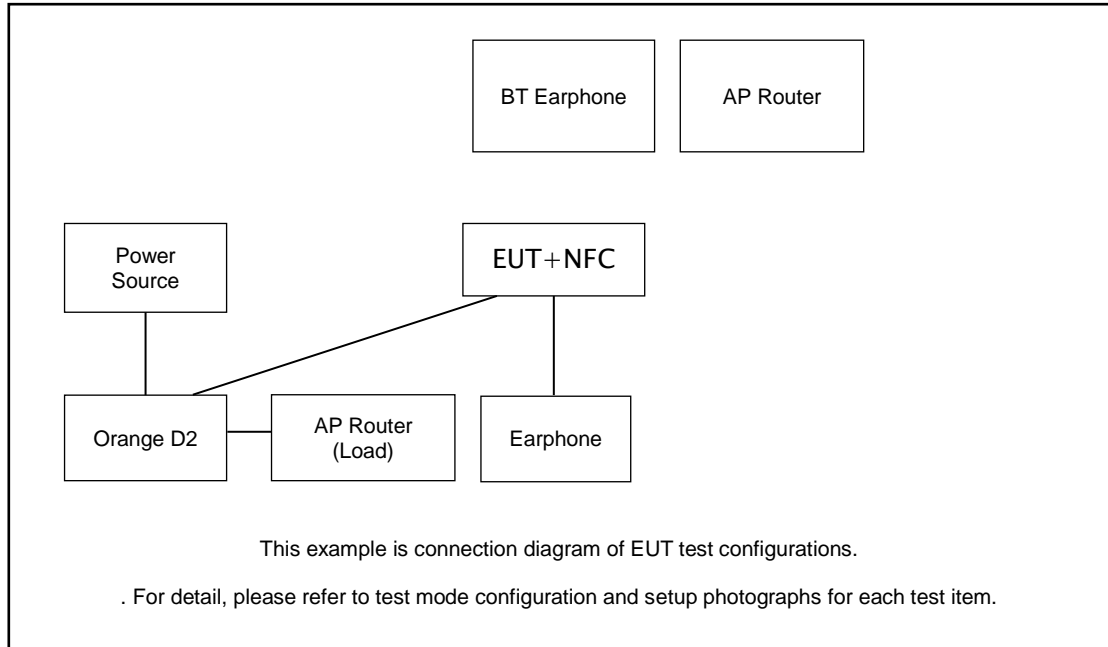 BT Earphone
AP Router
Power
Source
EUT+NFC
Orange D2
AP Router
(Load)
Earphone
This example is connection diagram of EUT test configurations.
. For detail, please refer to test mode configuration and setup photographs for each test item.